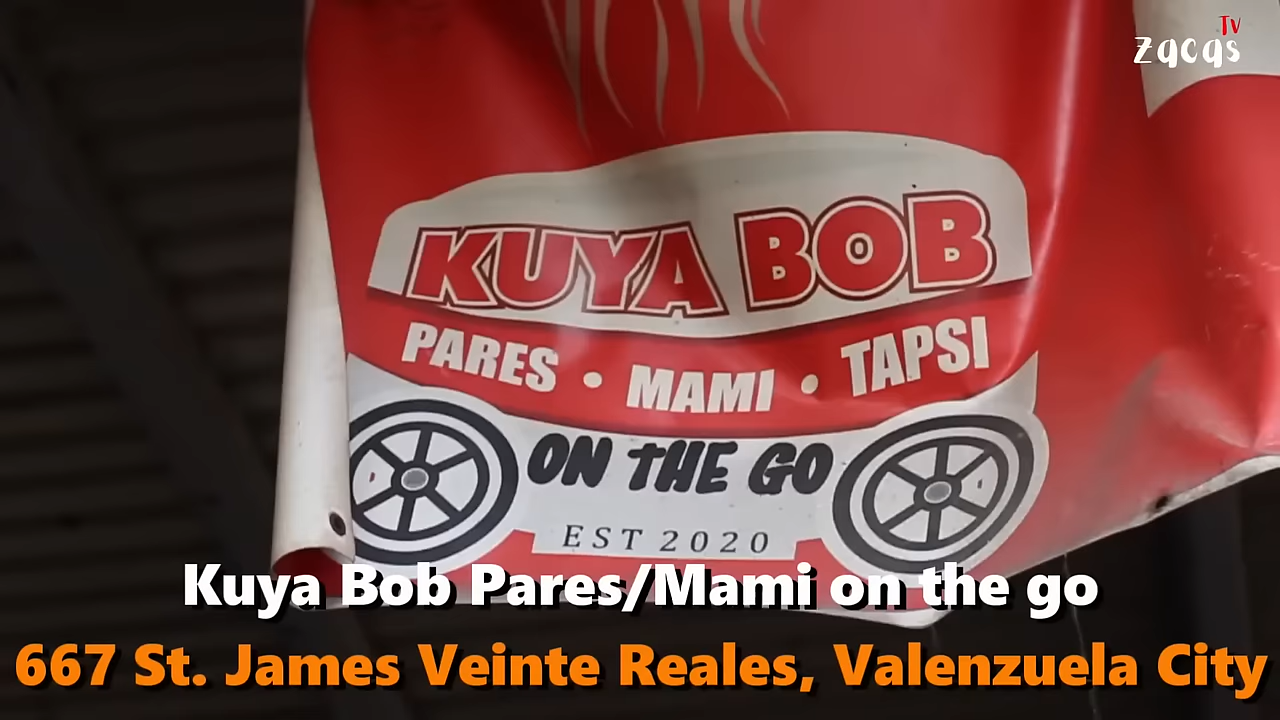 TV
ZACAS
KUYA BOB
PARES • MAMI • TAPSI
ON THE GO
EST 2020
Kuya Bob Pares/Mami on the go
667 St. James Veinte Reales, Valenzuela City